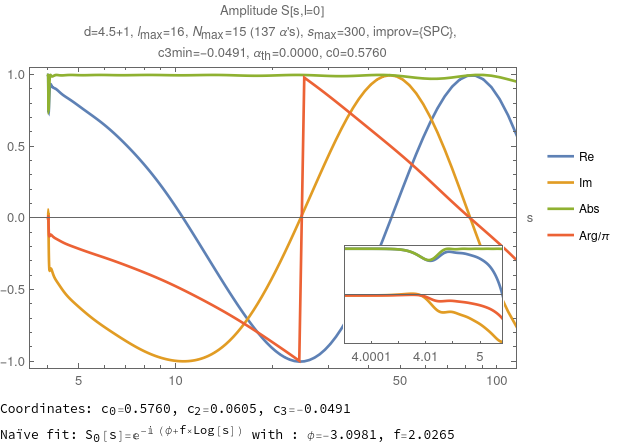 Amplitude S[s,l=0]
d=4.5+1, lmax=16, Nmax=15 (137 α's), smax=300, improv={SPC},
c3min=−0.0491, αth=0.0000, c0=0.5760
1.0
0.5
0.0
−0.5
−1.0
5
10
50
100
s
4.0001
4.01
5
Re
Im
Abs
Arg/π
Coordinates: c0=0.5760, c2=0.0605, c3=−0.0491
Naïve fit: S0[s]=e^-i (ϕ+f×Log[s]) with : ϕ=−3.0981, f=2.0265